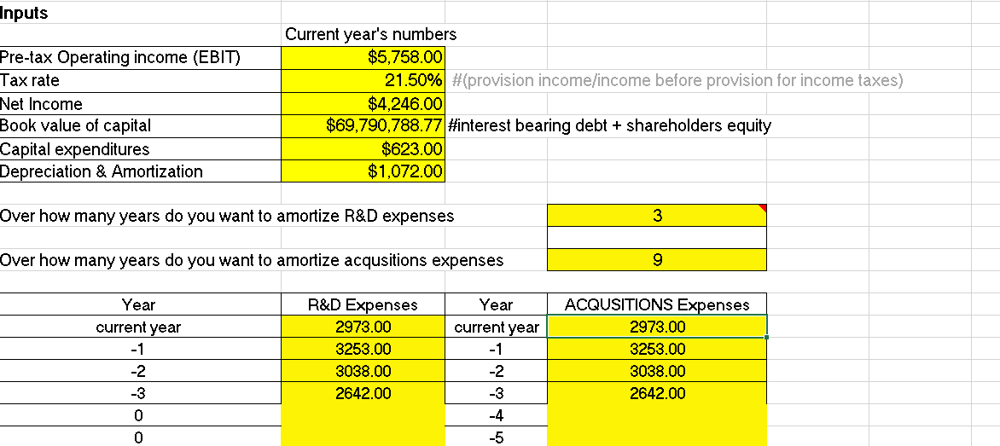 Inputs
Current year's numbers
Pre-tax Operating income (EBIT) $5,758.00
Tax rate 21.50% #(provision income/income before provision for income taxes)
Net Income $4,246.00
Book value of capital $69,790,788.77 #interest bearing debt + shareholders equity
Capital expenditures $623.00
Depreciation & Amortization $1,072.00
Over how many years do you want to amortize R&D expenses 3
Over how many years do you want to amortize acqusitions expenses 9
Year R&D Expenses Year ACQUSITIONS Expenses
current year 2973.00 current year 2973.00
-1 3253.00 -1 3253.00
-2 3038.00 -2 3038.00
-3 2642.00 -3 2642.00
0 -4
0 -5